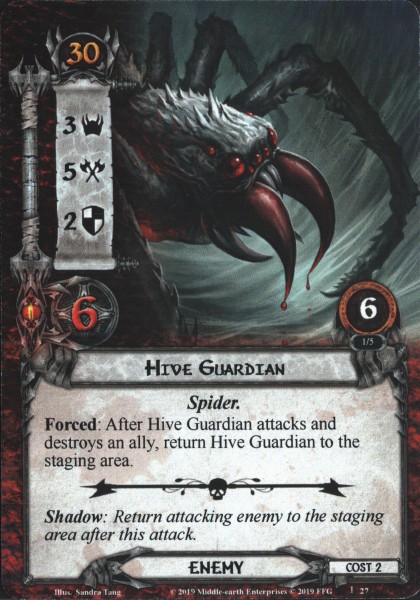 30
3
5
2
6
6
1/5
HIVE GUARDIAN
Spider.
Forced: After Hive Guardian attacks and
destroys an ally, return Hive Guardian to the
staging area.
Shadow: Return attacking enemy to the staging
area after this attack.
ENEMY
COST 2
Illus. Sandra Tang
© 2019 Middle-earth Enterprises © 2019 FFG
1 27